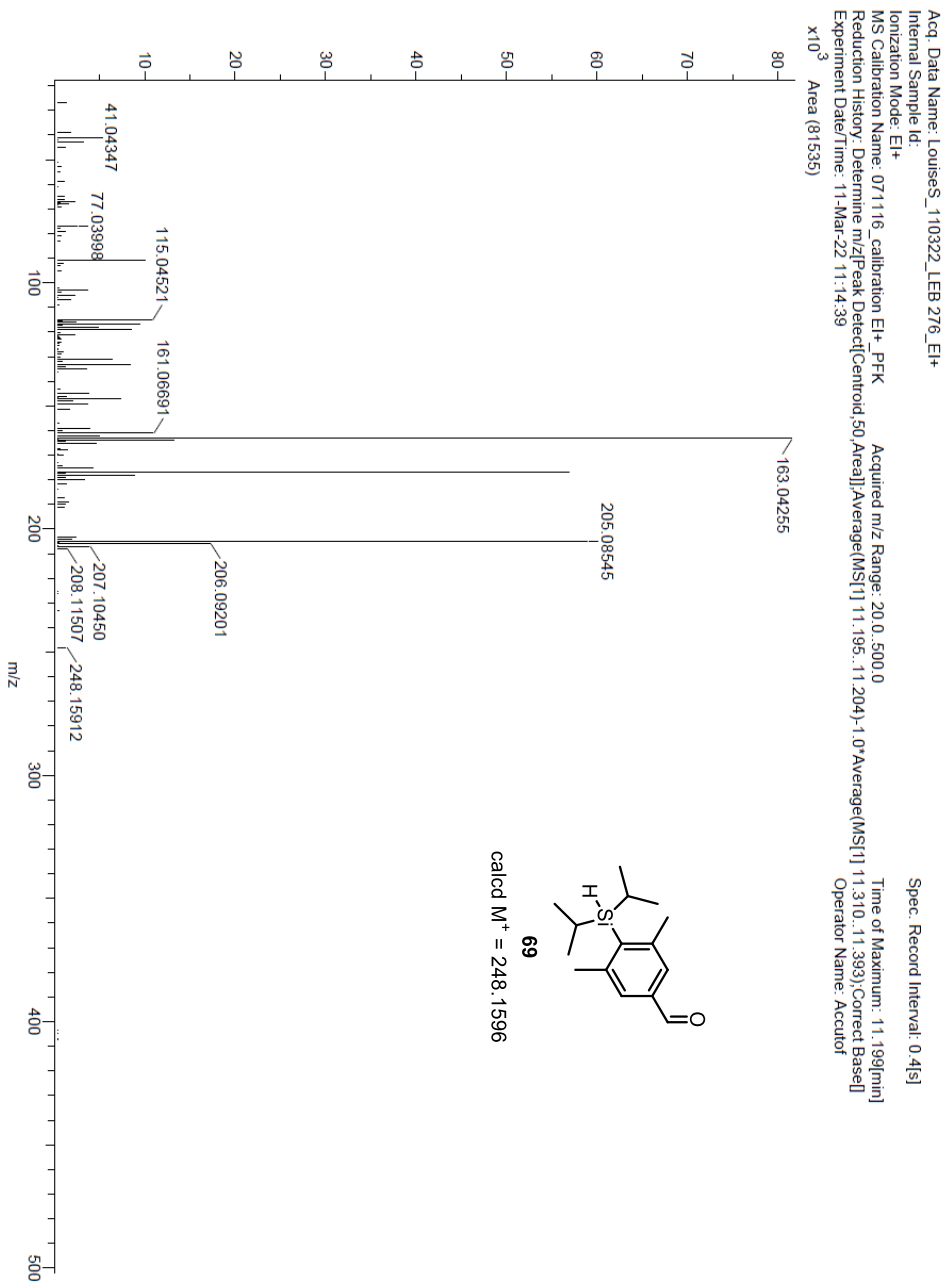 Acq. Data Name: LouiseS_110322_LEB 276_EI+
Internal Sample Id:
Spec. Record Interval: 0.4[s]
Ionization Mode: EI+
MS Calibration Name: 071116_calibration EI+_PFK
Acquired m/z Range: 20.0..500.0
Time of Maximum: 11.199[min]
Reduction History: Determine m/z[Peak Detect[Centroid,50,Area]];Average(MS[1] 11.195..11.204)-1.0*Average(MS[1] 11.310..11.393);Correct Base[]
Experiment Date/Time: 11-Mar-22 11:14:39
Operator Name: Accutof
x10³ Area (81535)
80
70
60
50
40
30
20
10
163.04255
205.08545
206.09201
115.04521
161.06691
41.04347
77.03998
207.10450
208.11507
248.15912
O
H
Si
69
calcd M⁺ = 248.1596
100
200
300
400
500
m/z